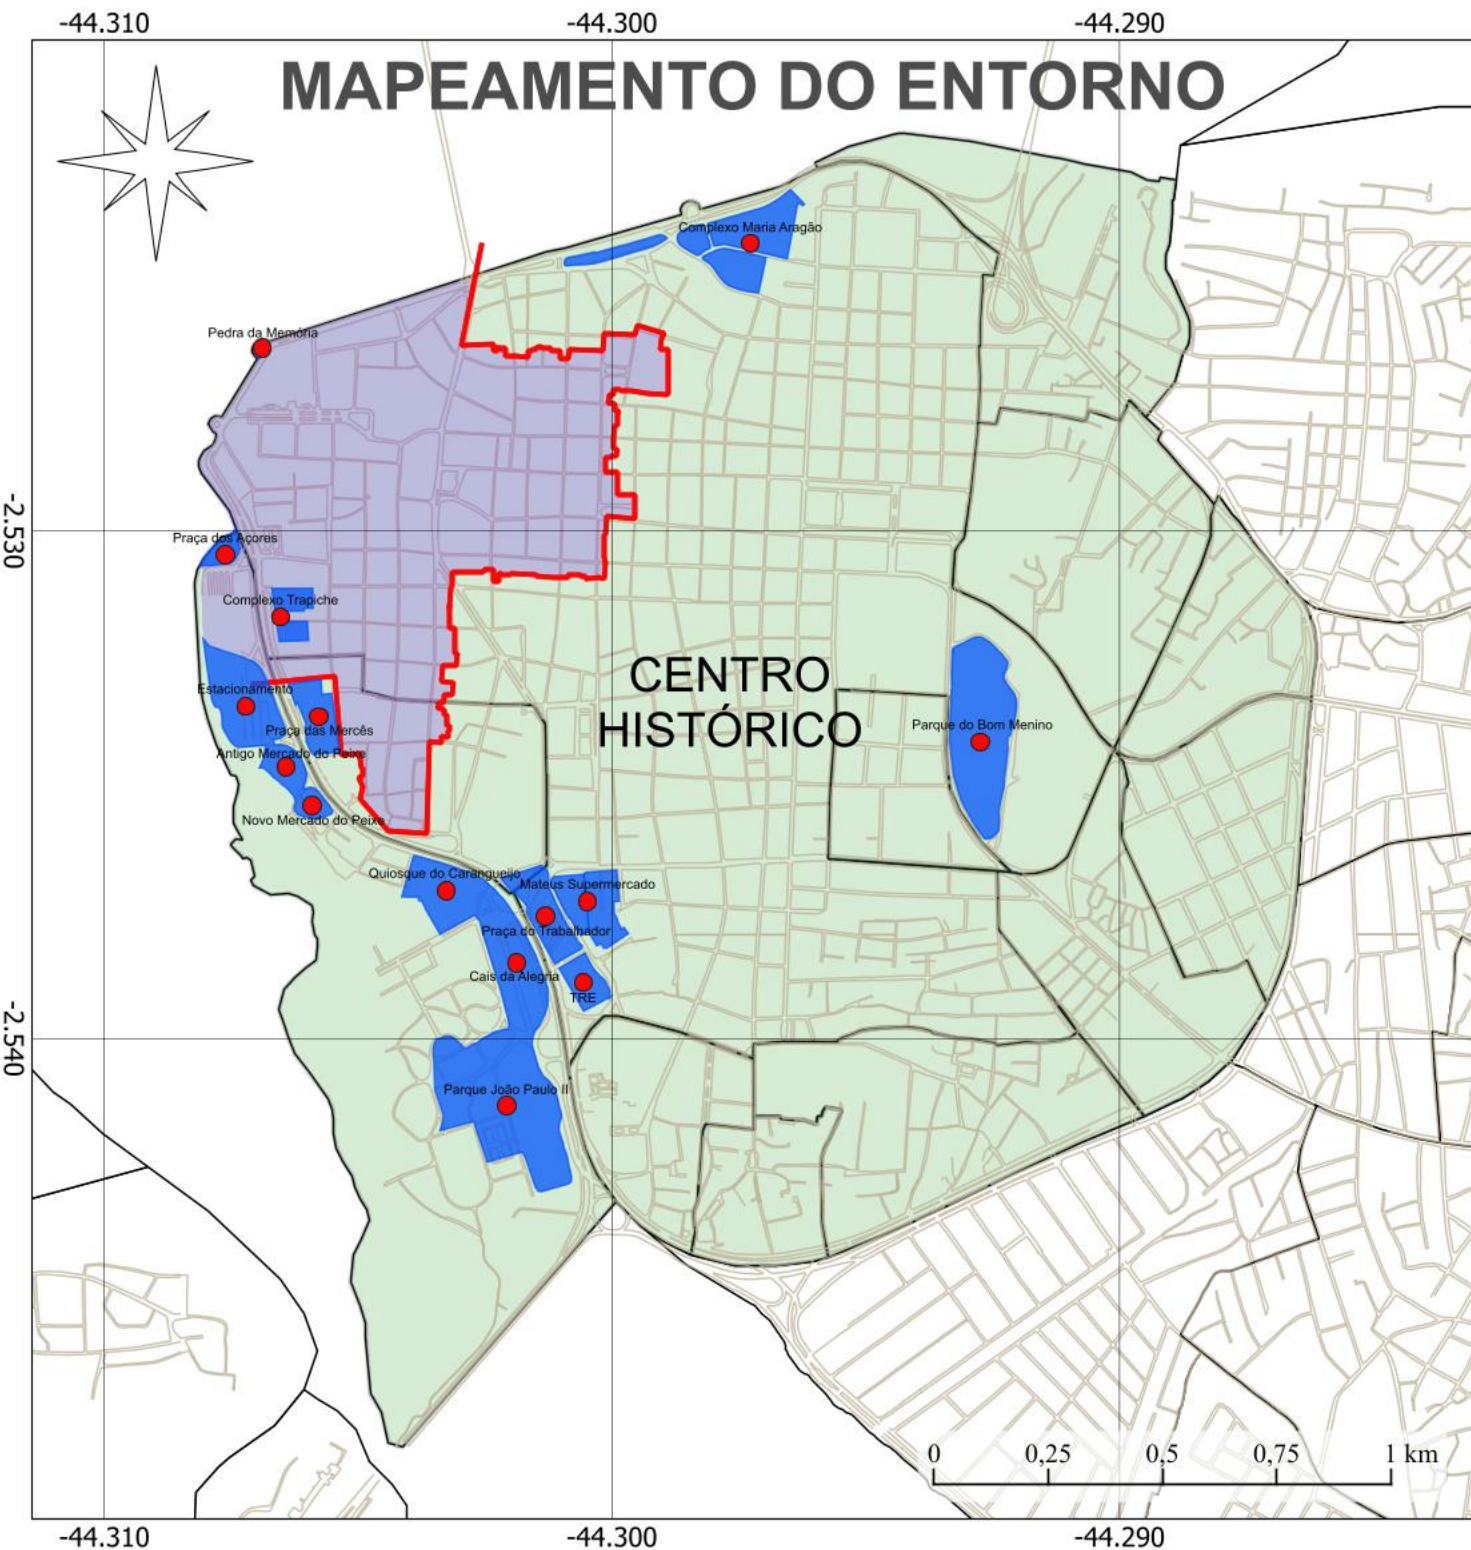 -44.310 -44.300 -44.290
MAPEAMENTO DO ENTORNO
Complexo Maria Aragão
Pedra da Memória
-2.530
Praça dos Açores
Complexo Trapiche
CENTRO
HISTÓRICO
Estacionamento
Praça das Mercês
Parque do Bom Menino
Antigo Mercado do Peixe
Novo Mercado do Peixe
Quiosque do Carangueijo
Mateus Supermercado
Praça do Trabalhador
Cais da Alegria
TRE
-2.540
Parque João Paulo II
0 0,25 0,5 0,75 1 km
-44.310 -44.300 -44.290